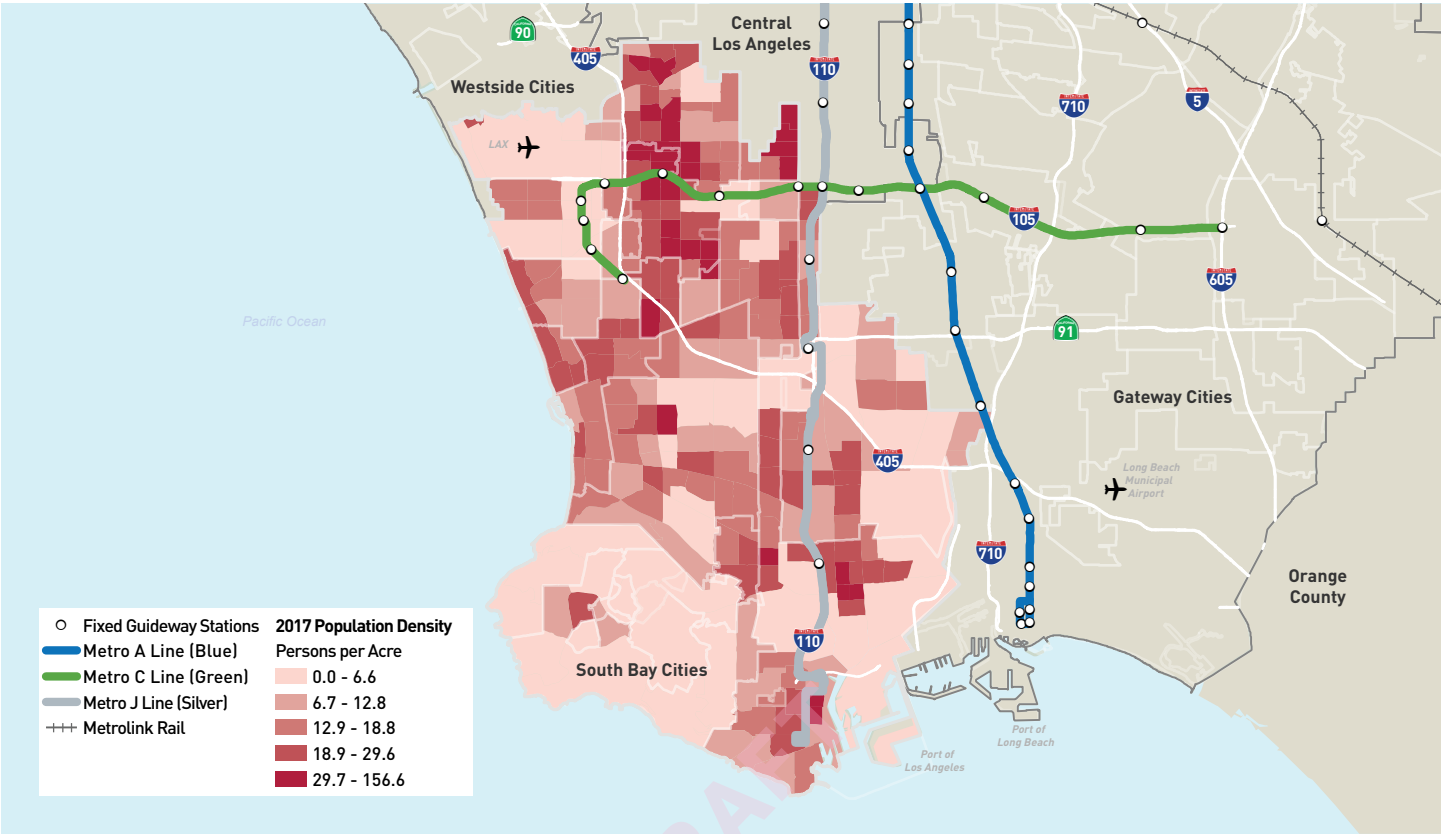 Central
Los Angeles
90
405
110
Westside Cities
710
5
LAX
105
605
Pacific Ocean
91
Gateway Cities
405
Long Beach
Municipal
Airport
710
Orange
County
110
South Bay Cities
Port of
Long Beach
Port of
Los Angeles
Fixed Guideway Stations
Metro A Line (Blue)
Metro C Line (Green)
Metro J Line (Silver)
Metrolink Rail
2017 Population Density
Persons per Acre
0.0 - 6.6
6.7 - 12.8
12.9 - 18.8
18.9 - 29.6
29.7 - 156.6